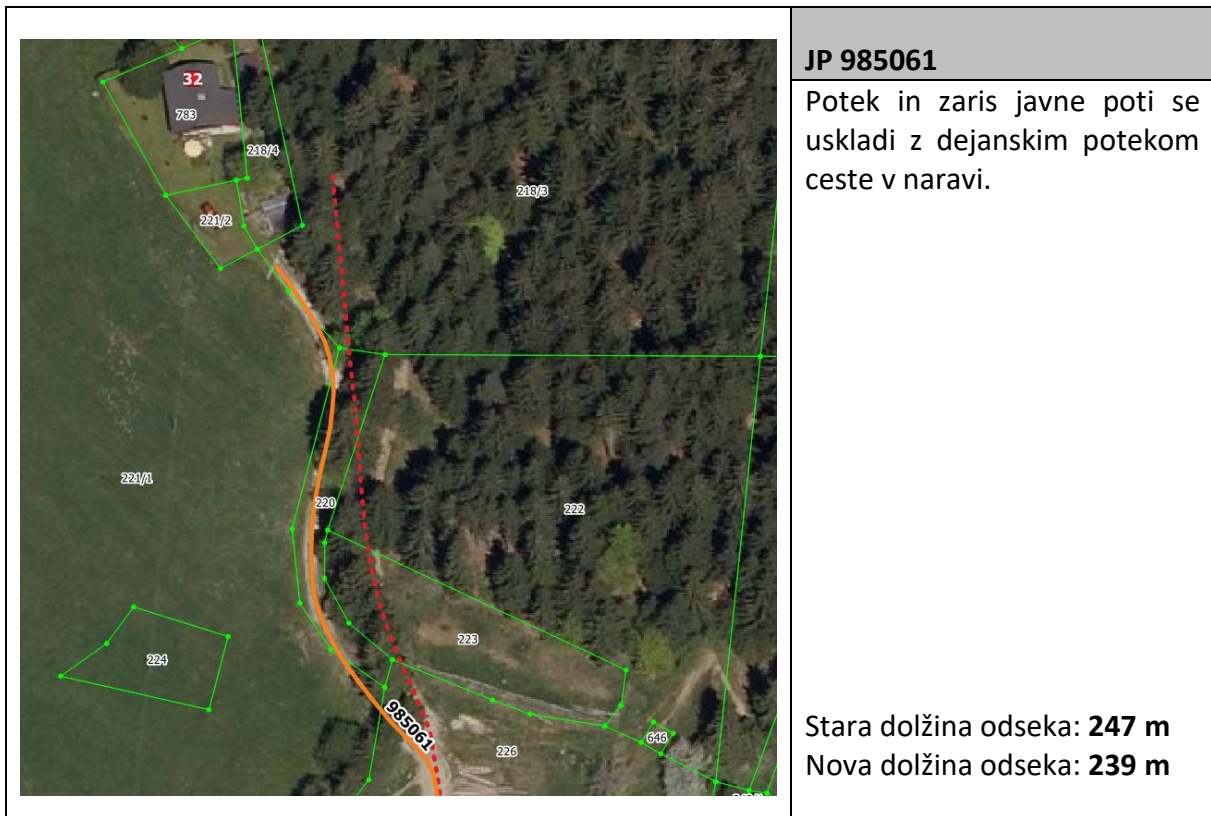 32
783
218/4
218/3
221/2
221/1
220
222
223
224
985061
226
646
JP 985061
Potek in zaris javne poti se
uskladi z dejanskim potekom
ceste v naravi.
Stara dolžina odseka: 247 m
Nova dolžina odseka: 239 m